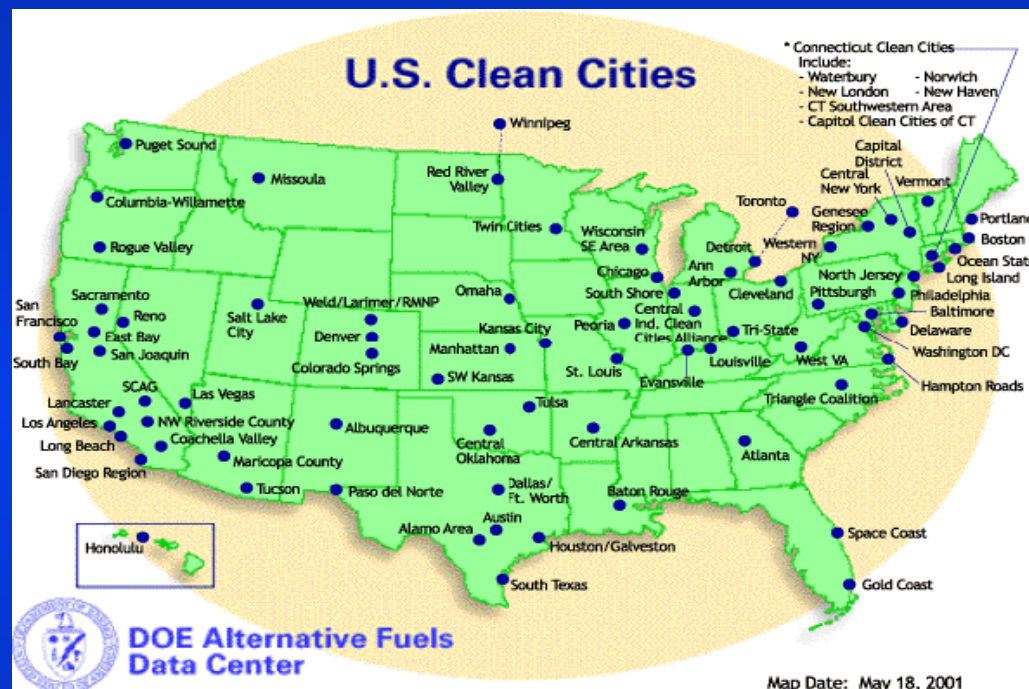 U.S. Clean Cities
* Connecticut Clean Cities
Include:
- Waterbury - Norwich
- New London - New Haven
- CT Southwestern Area
- Capitol Clean Cities of CT
Winnipeg
Puget Sound
Missoula
Red River
Valley
Columbia-Willamette
Rogue Valley
Twin Cities
Wisconsin
SE Area
Chicago
South Shore
Detroit
Ann
Arbor
Toronto
Western
NY
Genesee
Region
Central
New York
Capital
District
Vermont
Portland
Boston
Ocean State
Long Island
North Jersey
Pittsburgh
Philadelphia
Baltimore
Delaware
Washington DC
Hampton Roads
Cleveland
Tri-State
West VA
Central
Ind. Clean
Cities Alliance
Louisville
Evansville
Peoria
St. Louis
Omaha
Kansas City
Manhattan
SW Kansas
Weld/Larimer/RMNP
Denver
Colorado Springs
Salt Lake
City
Sacramento
Reno
San
Francisco
East Bay
South Bay
San Joaquin
SCAG
Las Vegas
Lancaster
Los Angeles
NW Riverside County
Long Beach
Coachella Valley
San Diego Region
Maricopa County
Tucson
Albuquerque
Paso del Norte
Tulsa
Central
Oklahoma
Central Arkansas
Dallas/
Ft. Worth
Austin
Alamo Area
Baton Rouge
Houston/Galveston
South Texas
Triangle Coalition
Atlanta
Space Coast
Gold Coast
Honolulu
DOE Alternative Fuels
Data Center
Map Date: May 18, 2001